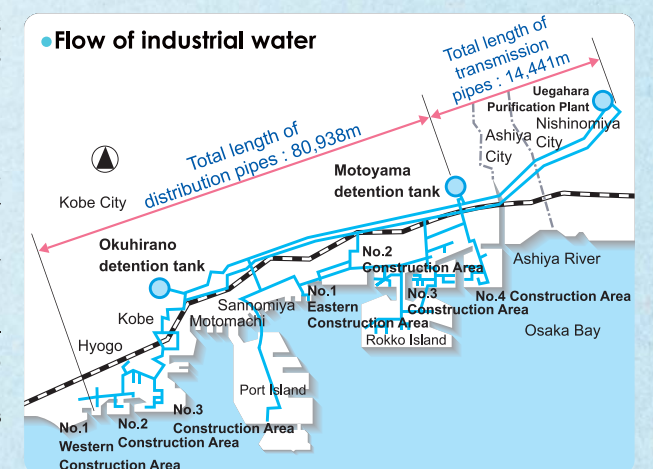 Flow of industrial water
Total length of
transmission
pipes : 14,441m
Uegahara
Purification Plant
Nishinomiya
City
Ashiya
City
Total length of
distribution pipes : 80,938m
Motoyama
detention tank
Kobe City
Okuhirano
detention tank
No.2
Construction Area
Ashiya River
No.1
Eastern
Construction Area
No.3
Construction Area
No.4 Construction Area
Sannomiya
Motomachi
Kobe
Hyogo
Rokko Island
Osaka Bay
Port Island
No.1
Western
Construction Area
No.2
Construction Area
No.3
Construction Area